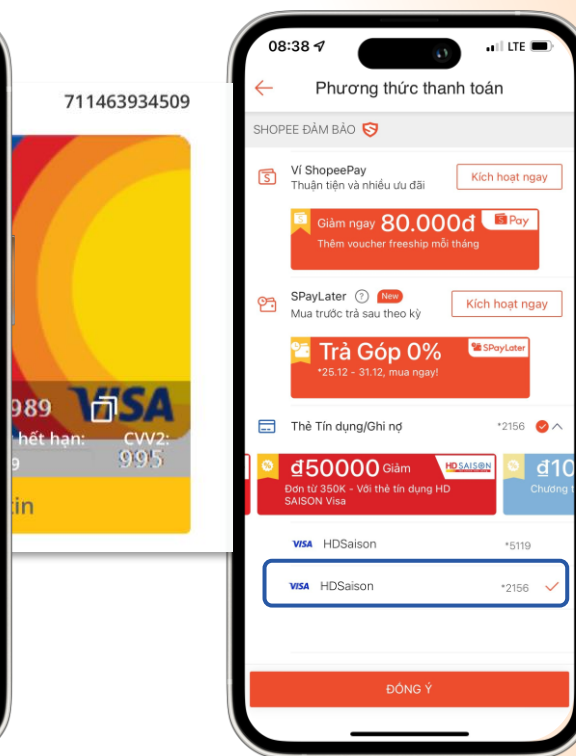 711463934509
989
VISA
hết hạn:
CVV2:
9
995
tin
08:38
LTE
Phương thức thanh toán
SHOPEE ĐẢM BẢO
Ví ShopeePay
Thuận tiện và nhiều ưu đãi
Kích hoạt ngay
Giảm ngay 80.000đ
Pay
Thêm voucher freeship mỗi tháng
SPayLater ? New
Mua trước trả sau theo kỳ
Kích hoạt ngay
Trả Góp 0%
SPayLater
*25.12 - 31.12, mua ngay!
Thẻ Tín dụng/Ghi nợ
*2156
₫50000 Giảm
HD SAISON
Đơn từ 350K - Với thẻ tín dụng HD
SAISON Visa
₫10
Chương t
VISA HDSaison *5119
VISA HDSaison *2156
ĐỒNG Ý